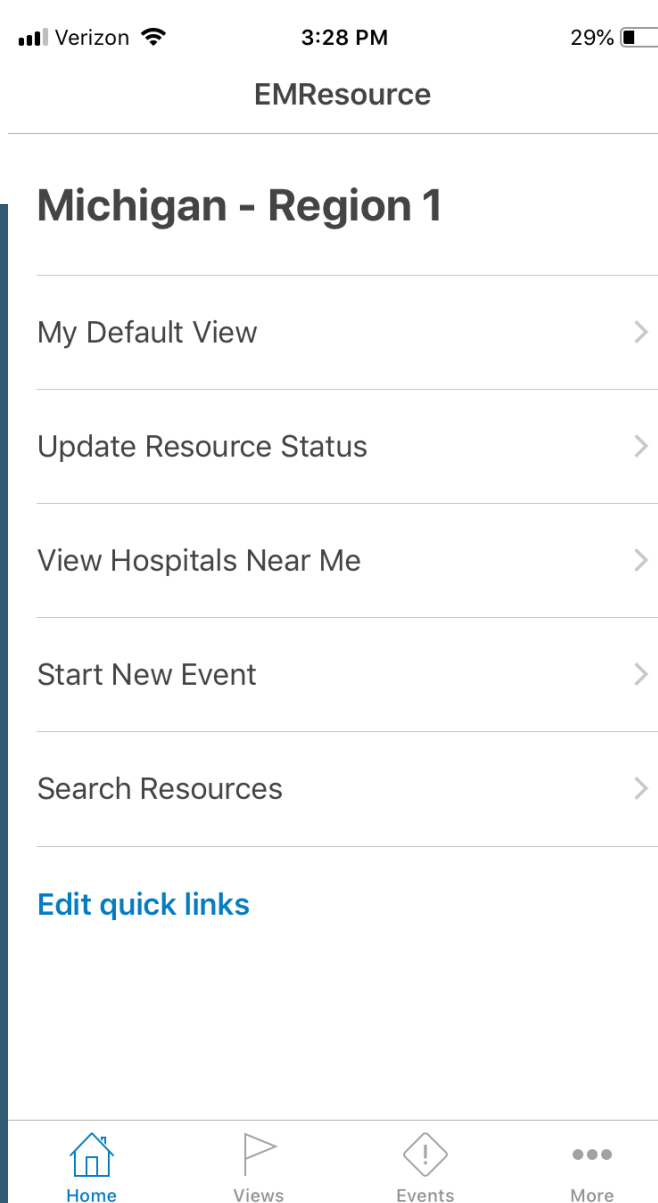 Verizon 3:28 PM 29%
EMResource
Michigan - Region 1
My Default View
Update Resource Status
View Hospitals Near Me
Start New Event
Search Resources
Edit quick links
Home Views Events More